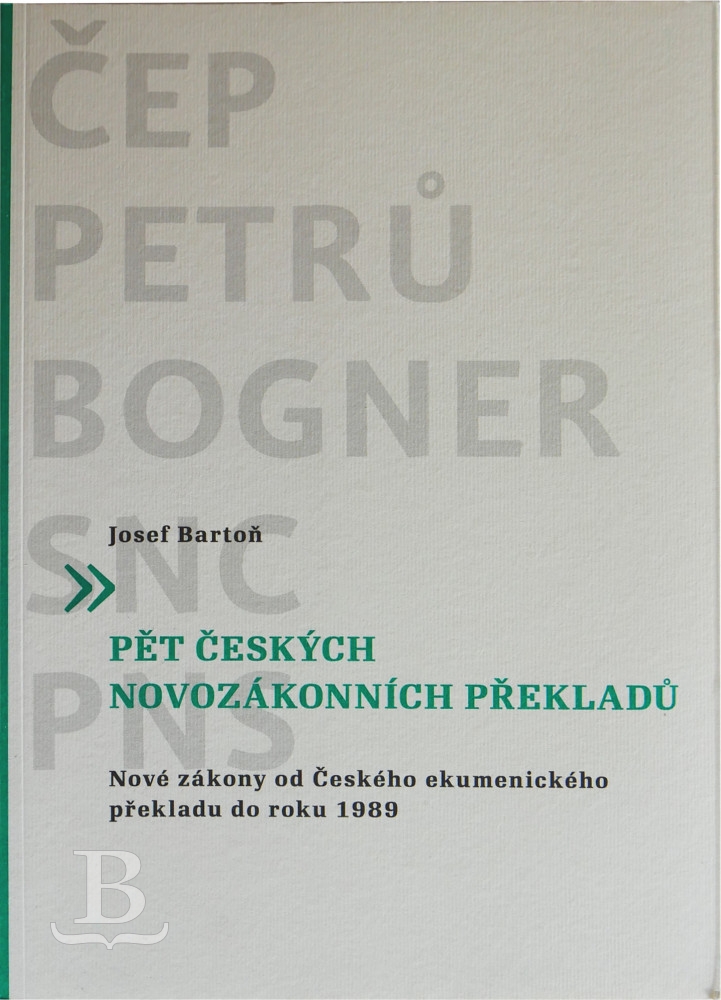 ČEP
PETRŮ
BOGNER
SNC
Josef Bartoň
»
PĚT ČESKÝCH
NOVOZÁKONNÍCH PŘEKLADŮ
PNS
Nové zákony od Českého ekumenického
překladu do roku 1989
B